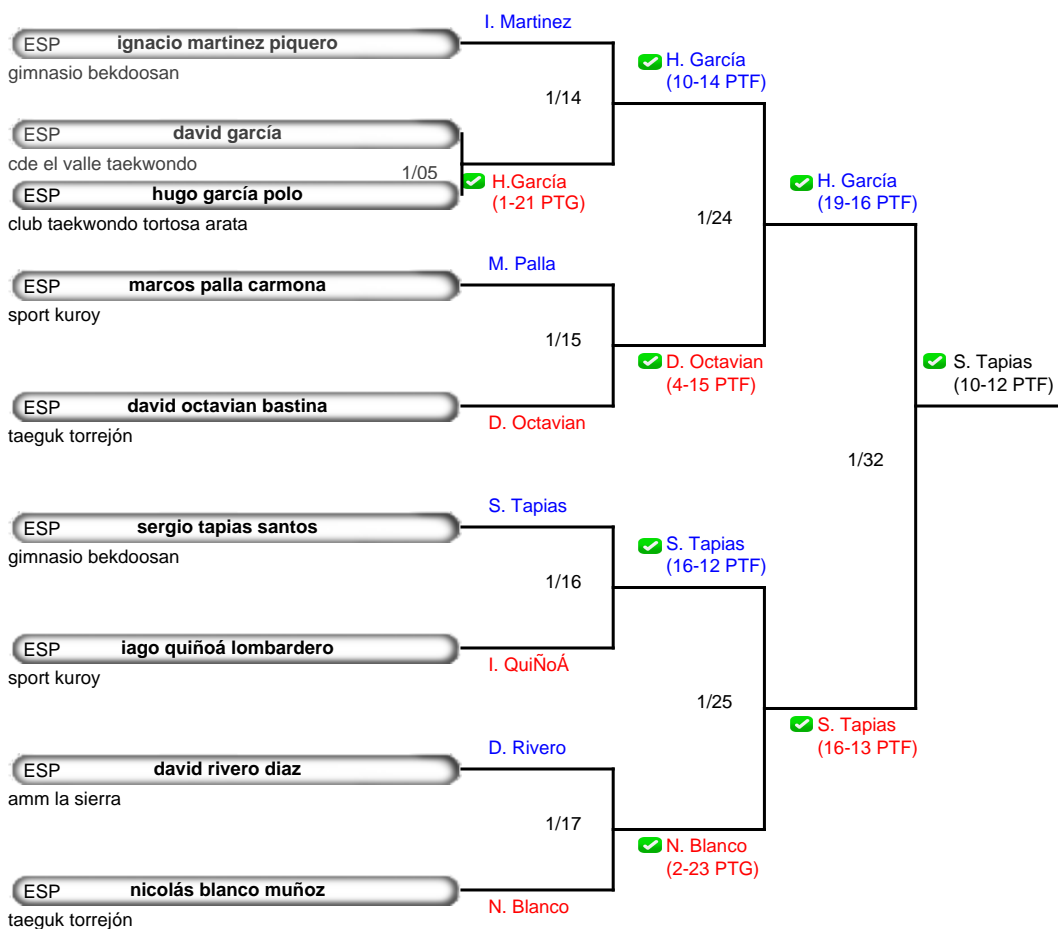 I. Martinez
ESP ignacio martinez piquero
gimnasio bekdoosan
H. García
(10-14 PTF)
1/14
ESP david garcía
cde el valle taekwondo
1/05
H.García
(1-21 PTG)
ESP hugo garcía polo
club taekwondo tortosa arata
H. García
(19-16 PTF)
1/24
M. Palla
ESP marcos palla carmona
sport kuroy
1/15
D. Octavian
(4-15 PTF)
S. Tapias
(10-12 PTF)
ESP david octavian bastina
D. Octavian
taeguk torrejón
1/32
S. Tapias
ESP sergio tapias santos
gimnasio bekdoosan
S. Tapias
(16-12 PTF)
1/16
ESP iago quiñoá lombardero
I. QuiÑoÁ
sport kuroy
1/25
S. Tapias
(16-13 PTF)
D. Rivero
ESP david rivero diaz
amm la sierra
1/17
N. Blanco
(2-23 PTG)
ESP nicolás blanco muñoz
N. Blanco
taeguk torrejón